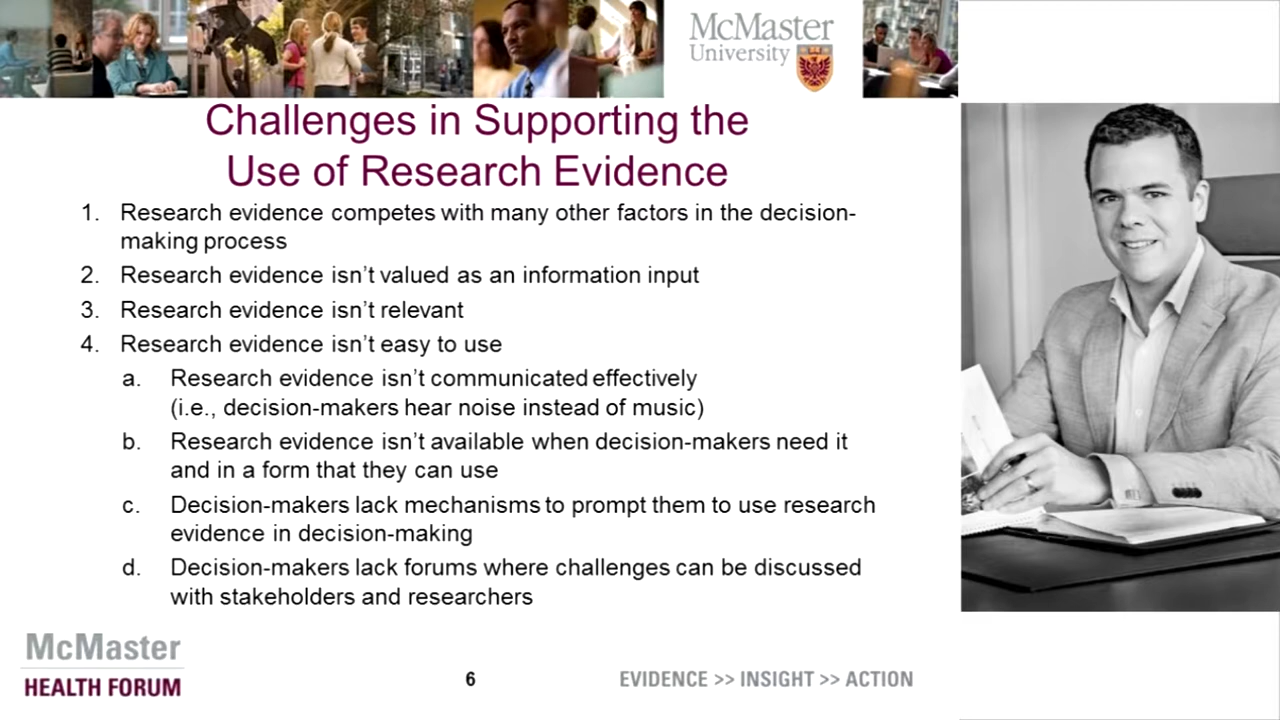 McMaster
University
Challenges in Supporting the
Use of Research Evidence
1. Research evidence competes with many other factors in the decision-
making process
2. Research evidence isn't valued as an information input
3. Research evidence isn't relevant
4. Research evidence isn't easy to use
a. Research evidence isn't communicated effectively
(i.e., decision-makers hear noise instead of music)
b. Research evidence isn't available when decision-makers need it
and in a form that they can use
c. Decision-makers lack mechanisms to prompt them to use research
evidence in decision-making
d. Decision-makers lack forums where challenges can be discussed
with stakeholders and researchers
McMaster
HEALTH FORUM
6
EVIDENCE >> INSIGHT >> ACTION